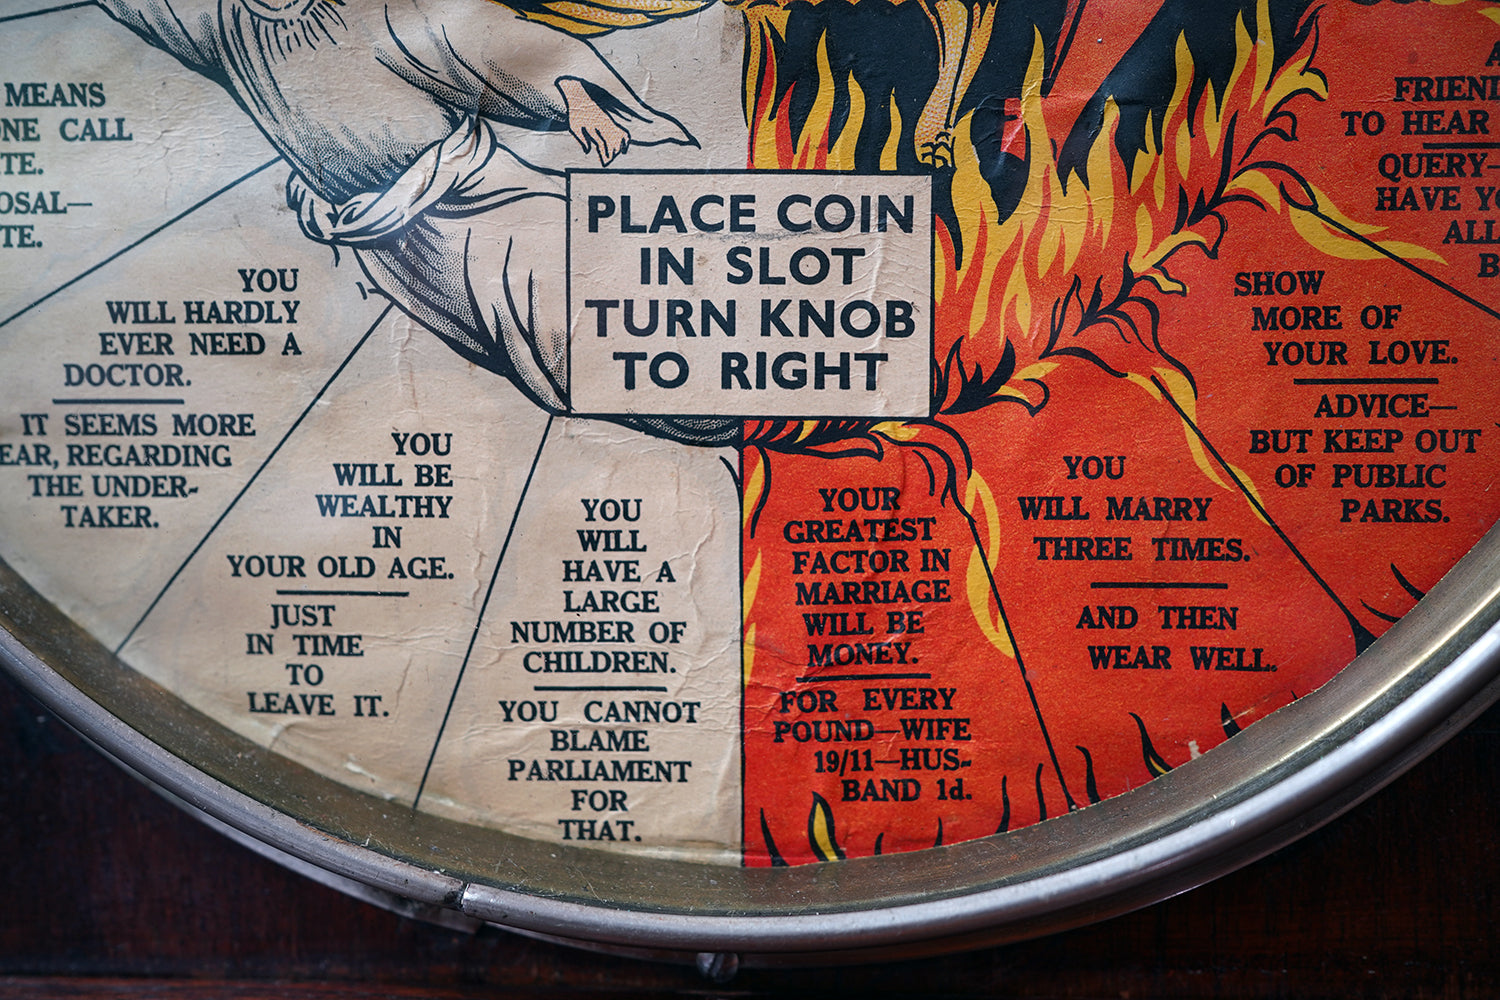 MEANS
ONE CALL
TE.
OSAL—
TE.
YOU
WILL HARDLY
EVER NEED A
DOCTOR.
IT SEEMS MORE
EAR, REGARDING
THE UNDER-
TAKER.
YOU
WILL BE
WEALTHY
IN
YOUR OLD AGE.
JUST
IN TIME
TO
LEAVE IT.
PLACE COIN
IN SLOT
TURN KNOB
TO RIGHT
YOU
WILL
HAVE A
LARGE
NUMBER OF
CHILDREN.
YOU CANNOT
BLAME
PARLIAMENT
FOR
THAT.
YOUR
GREATEST
FACTOR IN
MARRIAGE
WILL BE
MONEY.
FOR EVERY
POUND—WIFE
19/11—HUS-
BAND 1d.
YOU
WILL MARRY
THREE TIMES.
AND THEN
WEAR WELL.
SHOW
MORE OF
YOUR LOVE.
ADVICE—
BUT KEEP OUT
OF PUBLIC
PARKS.
A
FRIEND
TO HEAR
QUERY—
HAVE YO
ALL
B